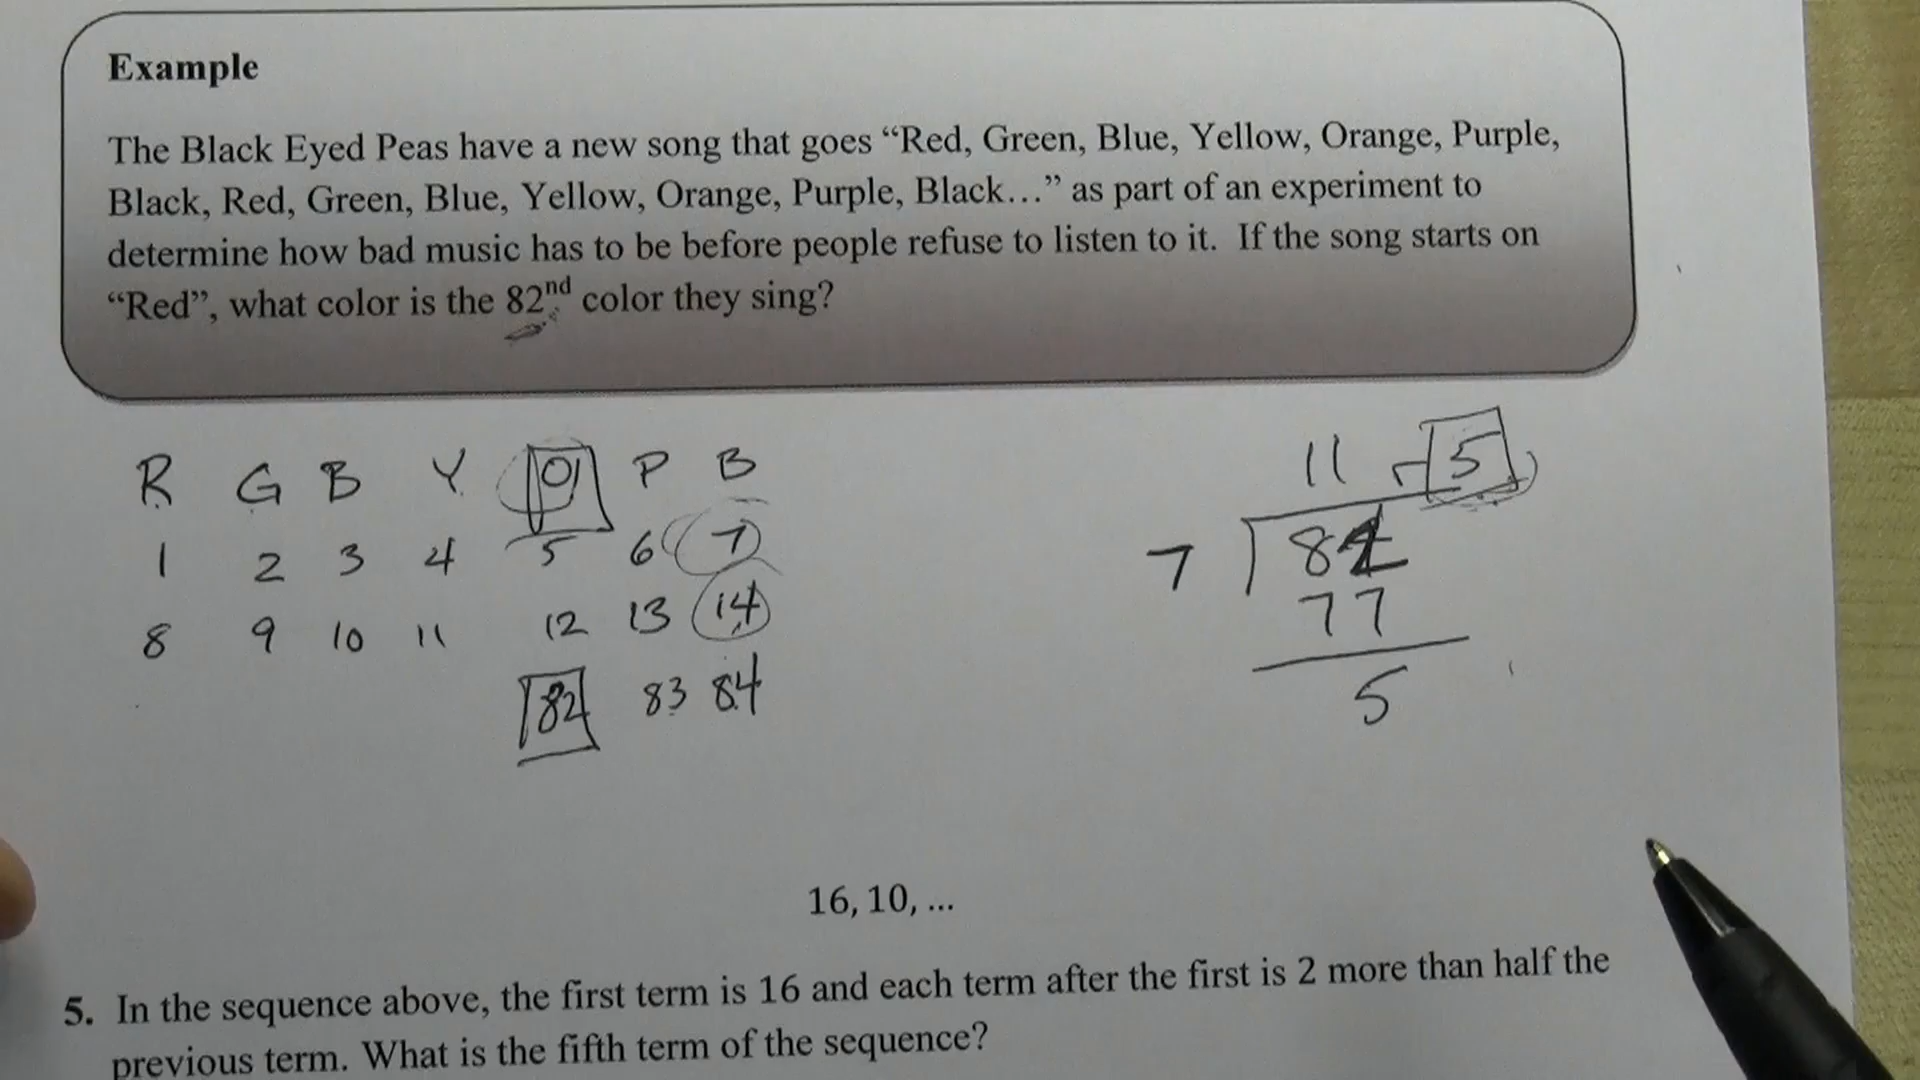 Example
The Black Eyed Peas have a new song that goes “Red, Green, Blue, Yellow, Orange, Purple,
Black, Red, Green, Blue, Yellow, Orange, Purple, Black…” as part of an experiment to
determine how bad music has to be before people refuse to listen to it. If the song starts on
“Red”, what color is the 82nd color they sing?
R G B Y O P B
1 2 3 4 5 6 7
8 9 10 11 12 13 14
82 83 84
11 r 5
7 82
77
5
16, 10, ...
5. In the sequence above, the first term is 16 and each term after the first is 2 more than half the
previous term. What is the fifth term of the sequence?